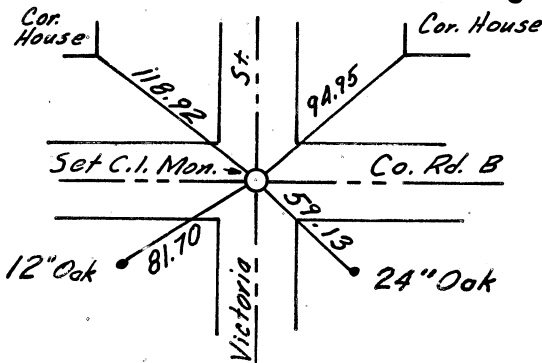 Cor.
House
Cor. House
118.92
St.
94.95
Set C.I. Mon.
Co. Rd. B
59.13
81.70
12" Oak
24" Oak
Victoria